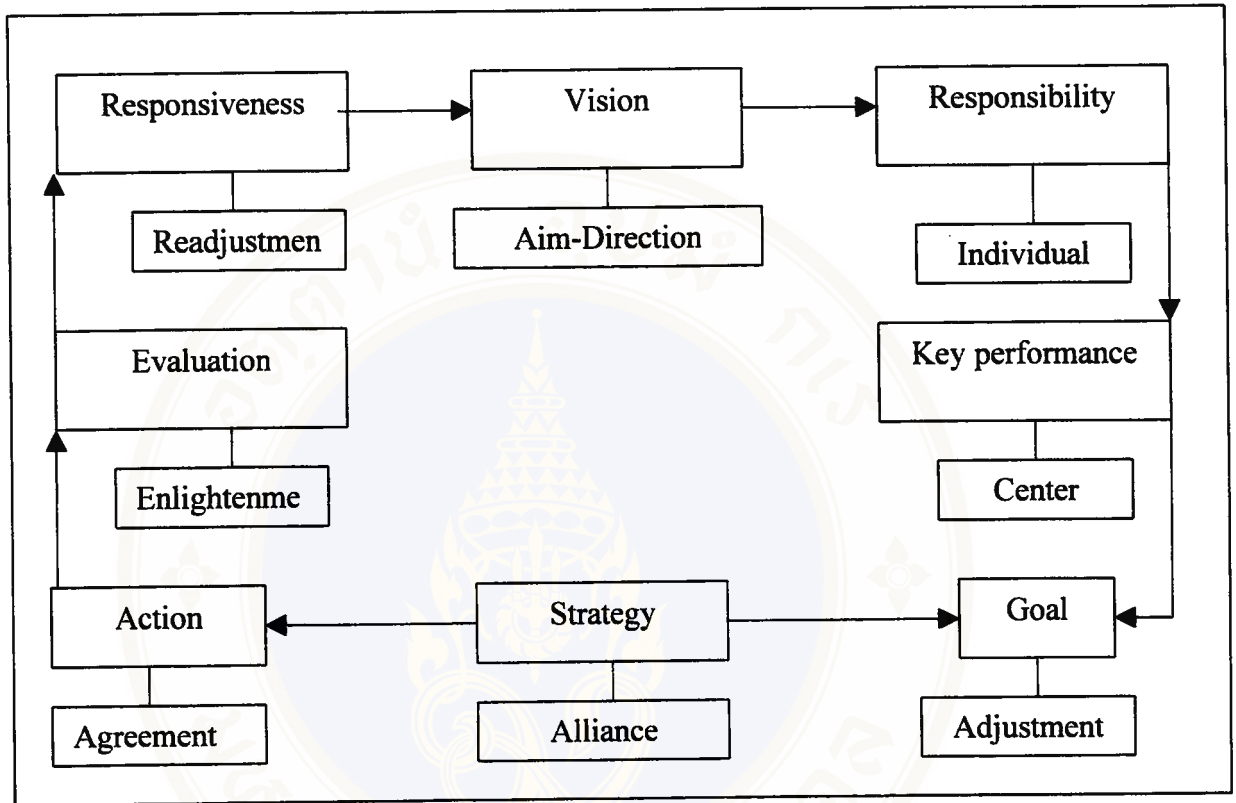 Responsiveness
Vision
Responsibility
Readjustmen
Aim-Direction
Individual
Evaluation
Key performance
Enlightenme
Center
Action
Strategy
Goal
Agreement
Alliance
Adjustment